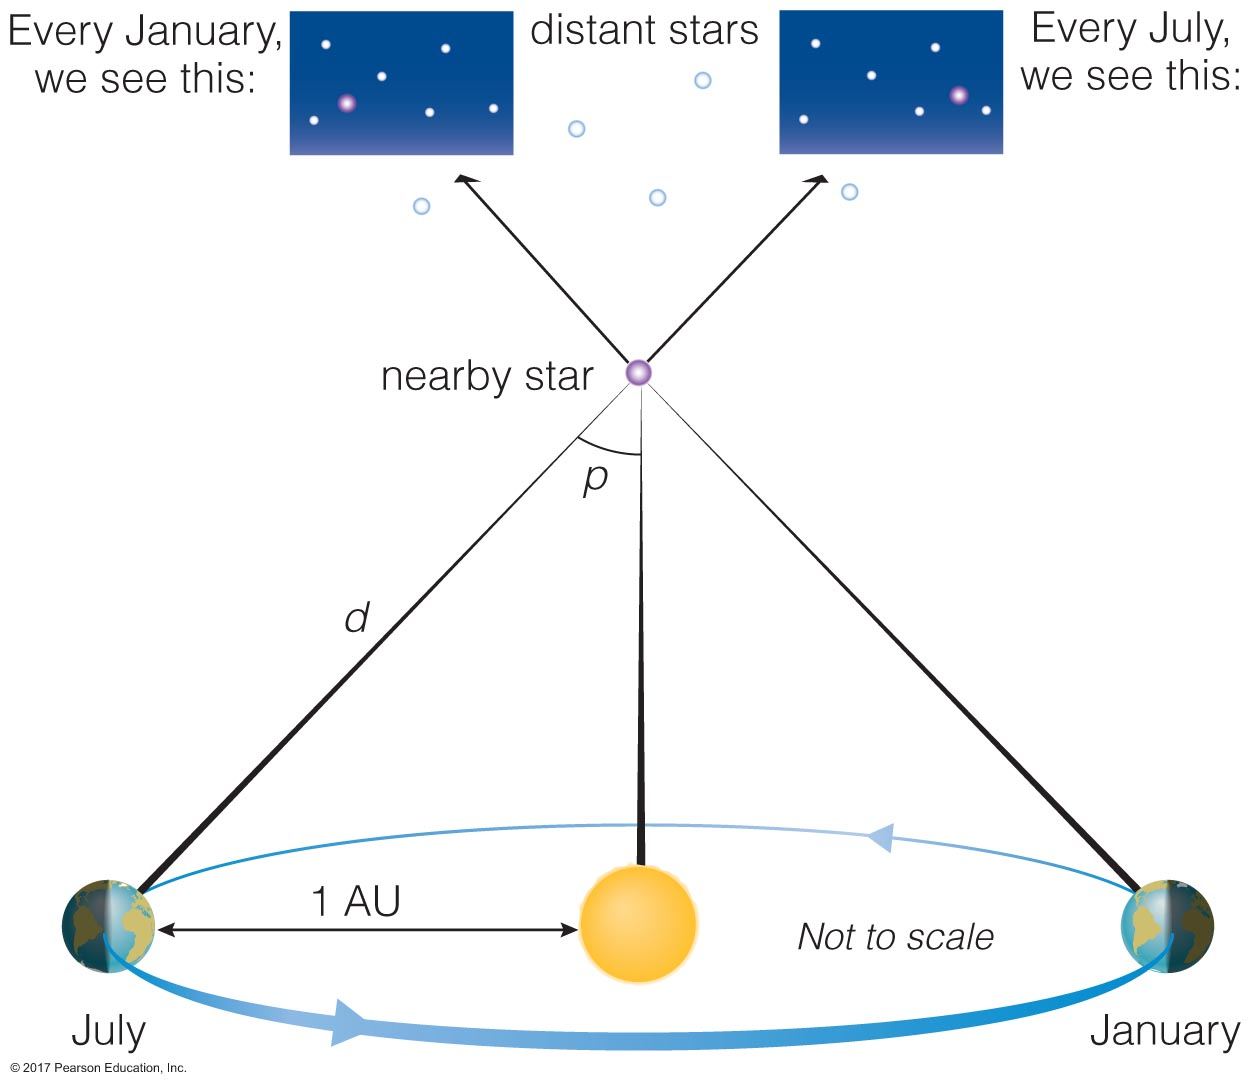 Every January,
we see this:
distant stars
Every July,
we see this:
nearby star
p
d
1 AU
Not to scale
July
January
© 2017 Pearson Education, Inc.